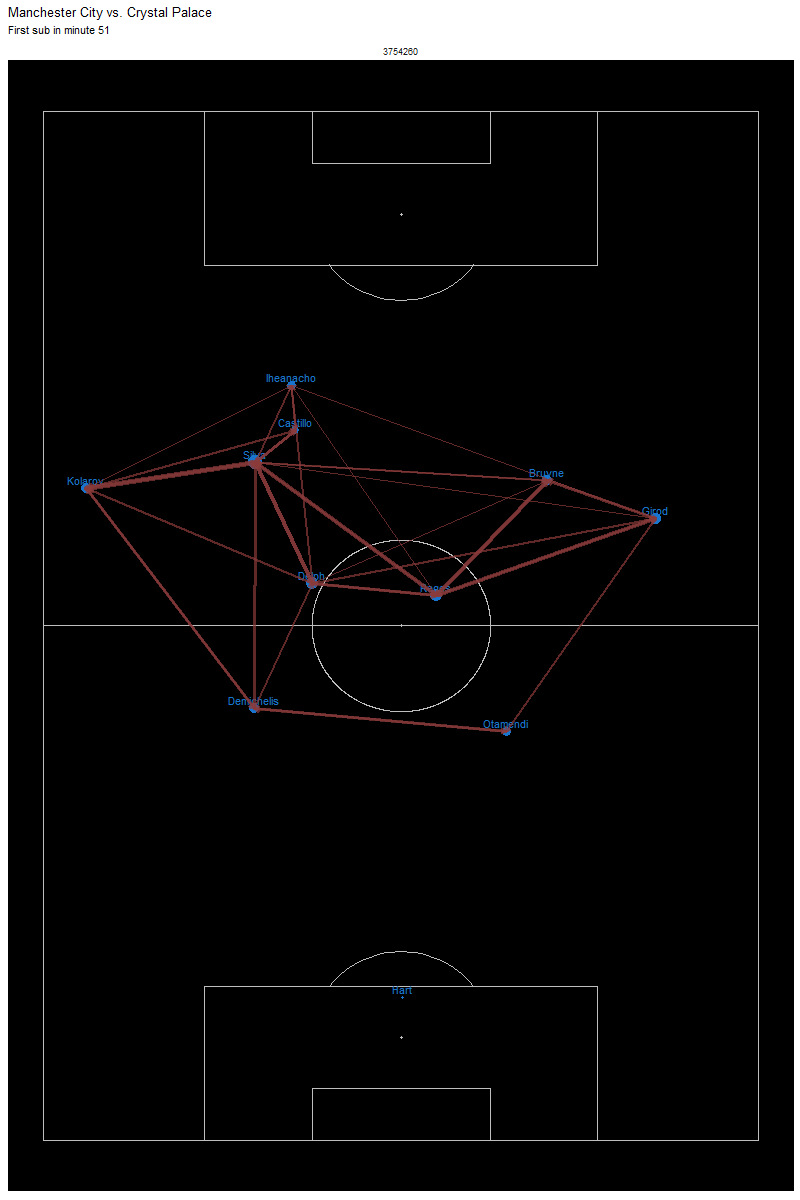 Manchester City vs. Crystal Palace
First sub in minute 51
3754260
Iheanacho
Castillo
Silva
Kolarov
Bruyne
Girod
Delph
Demichelis
Otamendi
Hart